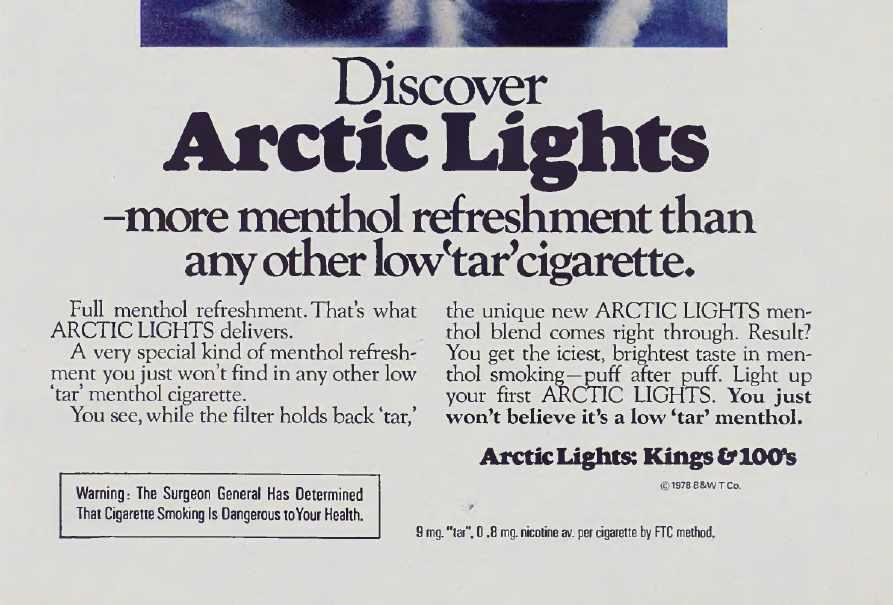 Discover
Arctic Lights
–more menthol refreshment than
any other low 'tar' cigarette.
Full menthol refreshment. That's what
ARCTIC LIGHTS delivers.
A very special kind of menthol refresh-
ment you just won't find in any other low
'tar' menthol cigarette.
You see, while the filter holds back 'tar,'
the unique new ARCTIC LIGHTS men-
thol blend comes right through. Result?
You get the iciest, brightest taste in men-
thol smoking—puff after puff. Light up
your first ARCTIC LIGHTS. You just
won't believe it's a low 'tar' menthol.
Arctic Lights: Kings & 100's
© 1978 B&W T Co.
Warning: The Surgeon General Has Determined
That Cigarette Smoking Is Dangerous to Your Health.
9 mg. "tar", 0.8 mg. nicotine av. per cigarette by FTC method.